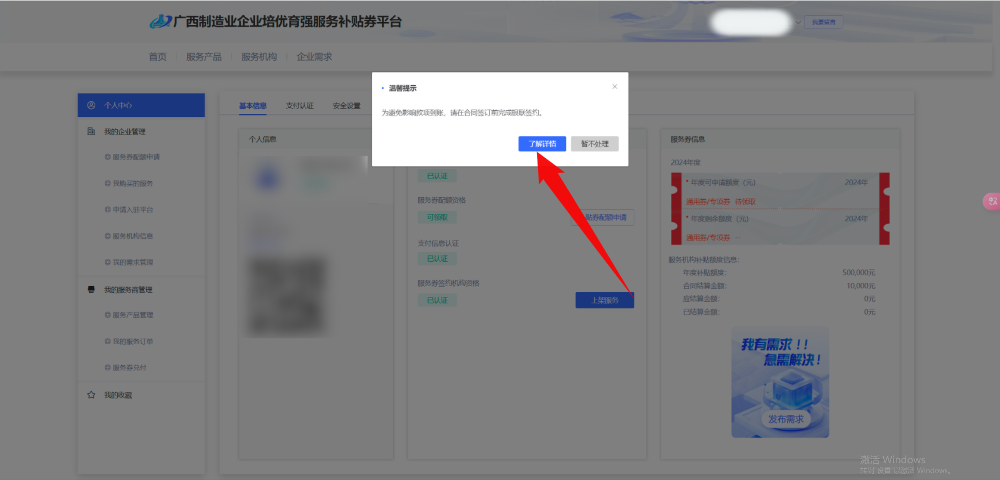 广西制造业企业培优育强服务补贴券平台
我要留言
首页
服务产品
服务机构
企业需求
温馨提示
为避免影响款项到账，请在合同签订前完成银联签约。
了解详情
暂不处理
个人中心
我的企业管理
服务券配额申请
我购买的服务
申请入驻平台
服务机构信息
我的需求管理
我的服务商管理
服务产品管理
我的服务订单
服务券兑付
我的收藏
基本信息
支付认证
安全设置
个人信息
已认证
服务券配额资格
可领取
贴券配额申请
支付信息认证
已认证
服务券签约机构资格
已认证
上架服务
服务券信息
2024年度
年度可申请额度（元） 2024年
通用券/专项券 待领取
年度剩余额度（元） 2024年
通用券/专项券 --
服务机构补贴额度信息：
年度补贴额度： 500,000元
合同结算金额： 10,000元
应结算金额： 0元
已结算金额： 0元
我有需求！！
急需解决！
发布需求
激活 Windows
转到"设置"以激活 Windows。